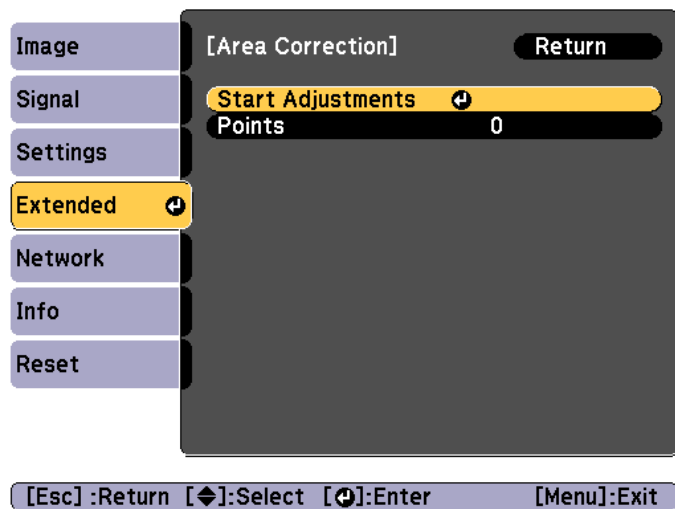 Image
Signal
Settings
Extended
Network
Info
Reset
[Area Correction] Return
Start Adjustments
Points 0
[Esc] :Return [ ]:Select [ ]:Enter [Menu]:Exit